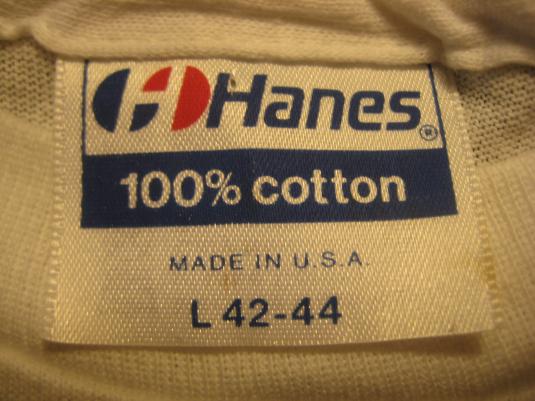 Hanes®
100% cotton
MADE IN U.S.A.
L 42-44